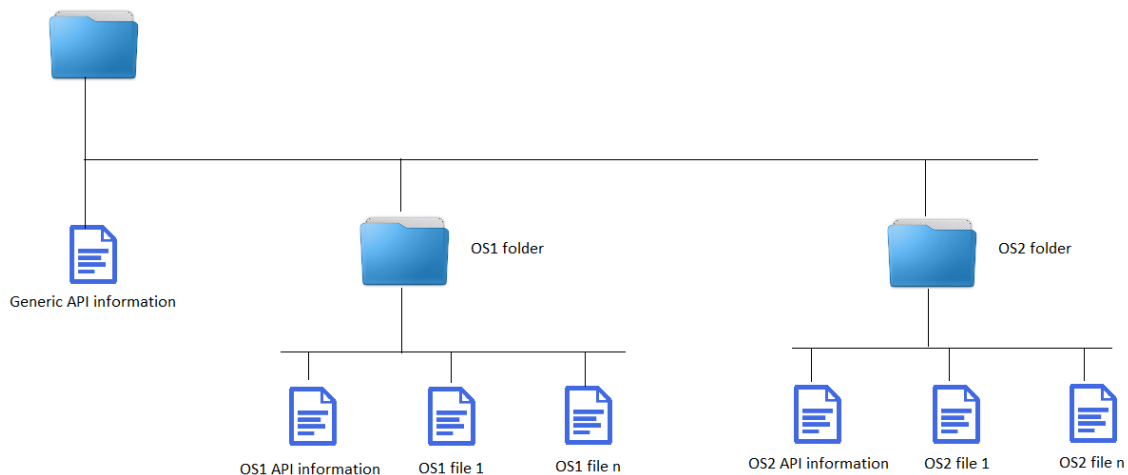 OS1 folder
OS2 folder
Generic API information
OS1 API information
OS1 file 1
OS1 file n
OS2 API information
OS2 file 1
OS2 file n